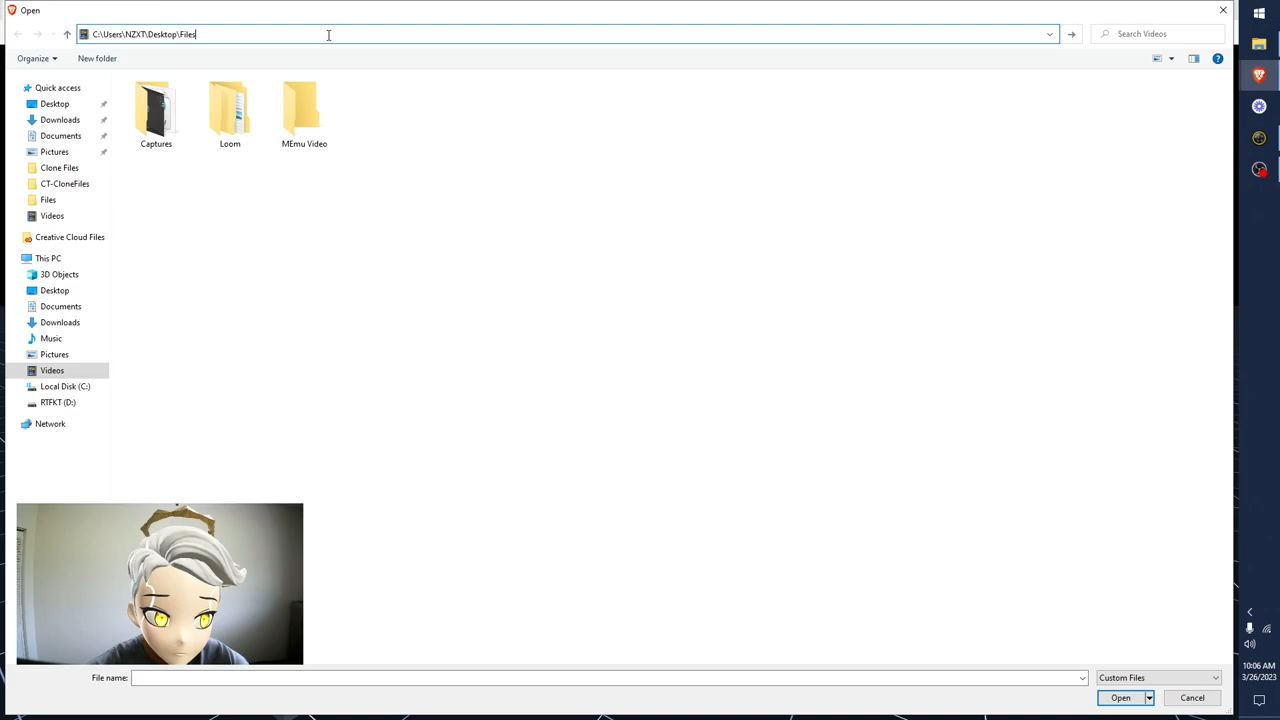 Open
C:\Users\NZXT\Desktop\Files
Search Videos
Organize
New folder
Quick access
Desktop
Downloads
Documents
Pictures
Clone Files
CT-CloneFiles
Files
Videos
Creative Cloud Files
This PC
3D Objects
Desktop
Documents
Downloads
Music
Pictures
Videos
Local Disk (C:)
RTFKT (D:)
Network
Captures
Loom
MEmu Video
File name:
Custom Files
Open
Cancel
10:06 AM
3/26/2023